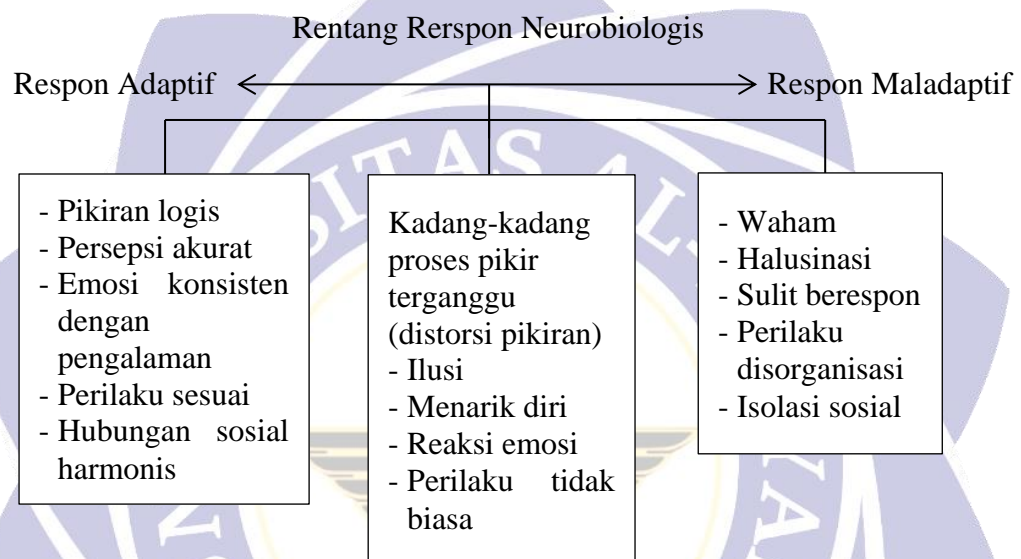 Rentang Rerspon Neurobiologis
Respon Adaptif
Respon Maladaptif
- Pikiran logis
- Persepsi akurat
- Emosi konsisten
dengan
pengalaman
- Perilaku sesuai
- Hubungan sosial
harmonis
Kadang-kadang
proses pikir
terganggu
(distorsi pikiran)
- Ilusi
- Menarik diri
- Reaksi emosi
- Perilaku tidak
biasa
- Waham
- Halusinasi
- Sulit berespon
- Perilaku
disorganisasi
- Isolasi sosial